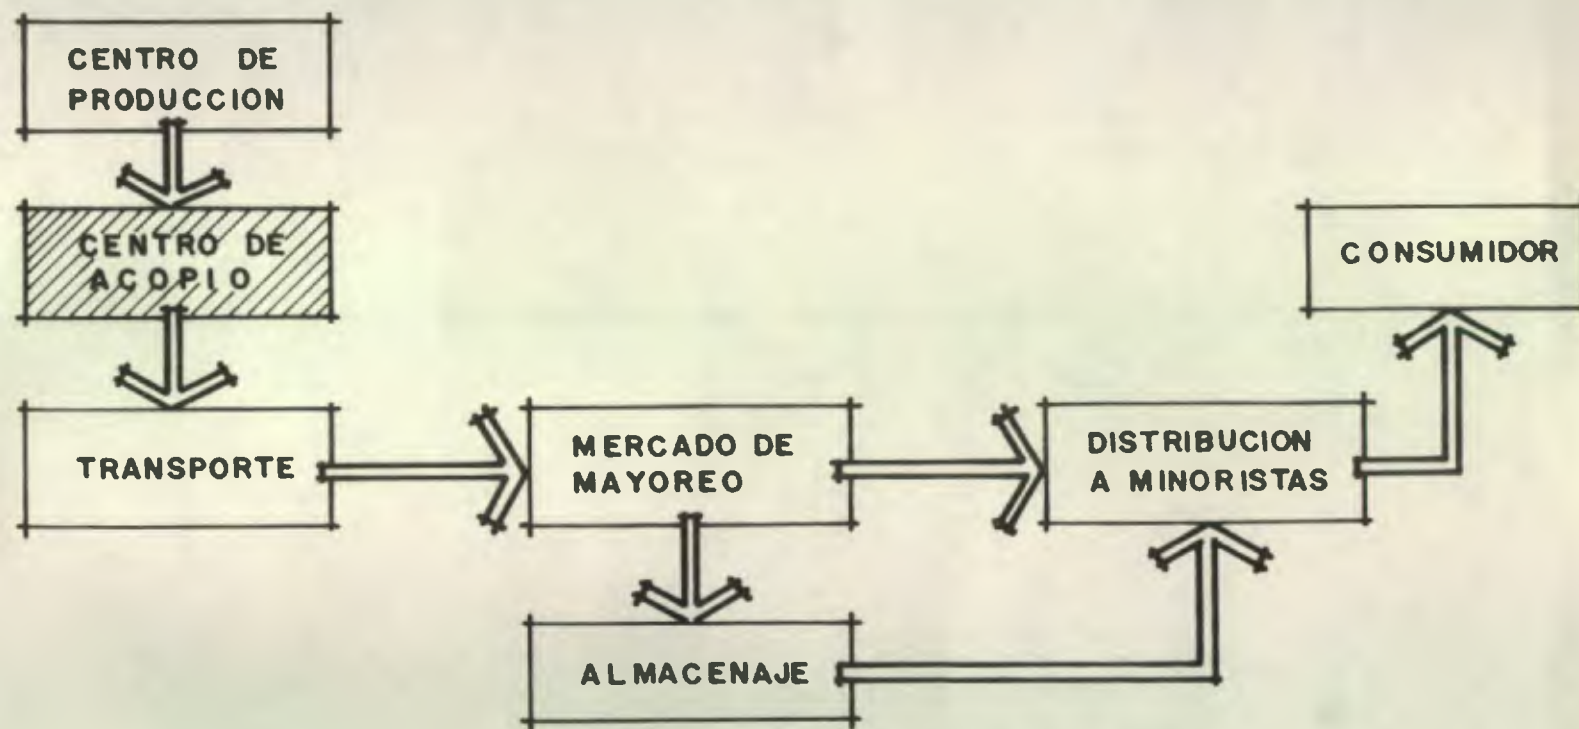 CENTRO DE
PRODUCCION
CENTRO DE
ACOPIO
TRANSPORTE
MERCADO DE
MAYOREO
ALMACENAJE
DISTRIBUCION
A MINORISTAS
CONSUMIDOR